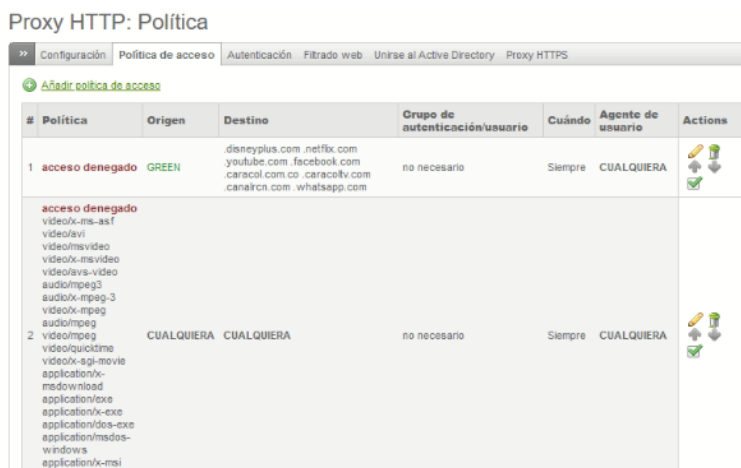 Proxy HTTP: Política
» Configuración Política de acceso Autenticación Filtrado web Unirse al Active Directory Proxy HTTPS
Añadir política de acceso
# Política Origen Destino Grupo de autenticación/usuario Cuándo Agente de usuario Actions
1 acceso denegado GREEN .disneyplus.com .netflix.com no necesario Siempre CUALQUIERA
.youtube.com .facebook.com
.caracol.com.co .caracoltv.com
.canalrcn.com .whatsapp.com
acceso denegado
video/x-ms-asf
video/avi
video/msvideo
video/x-msvideo
video/avs-video
audio/mpeg3
audio/x-mpeg-3
video/x-mpeg
audio/mpeg
2 video/mpeg CUALQUIERA CUALQUIERA no necesario Siempre CUALQUIERA
video/quicktime
video/x-sgi-movie
application/x-
msdownload
application/exe
application/x-exe
application/dos-exe
application/msdos-
windows
application/x-msi